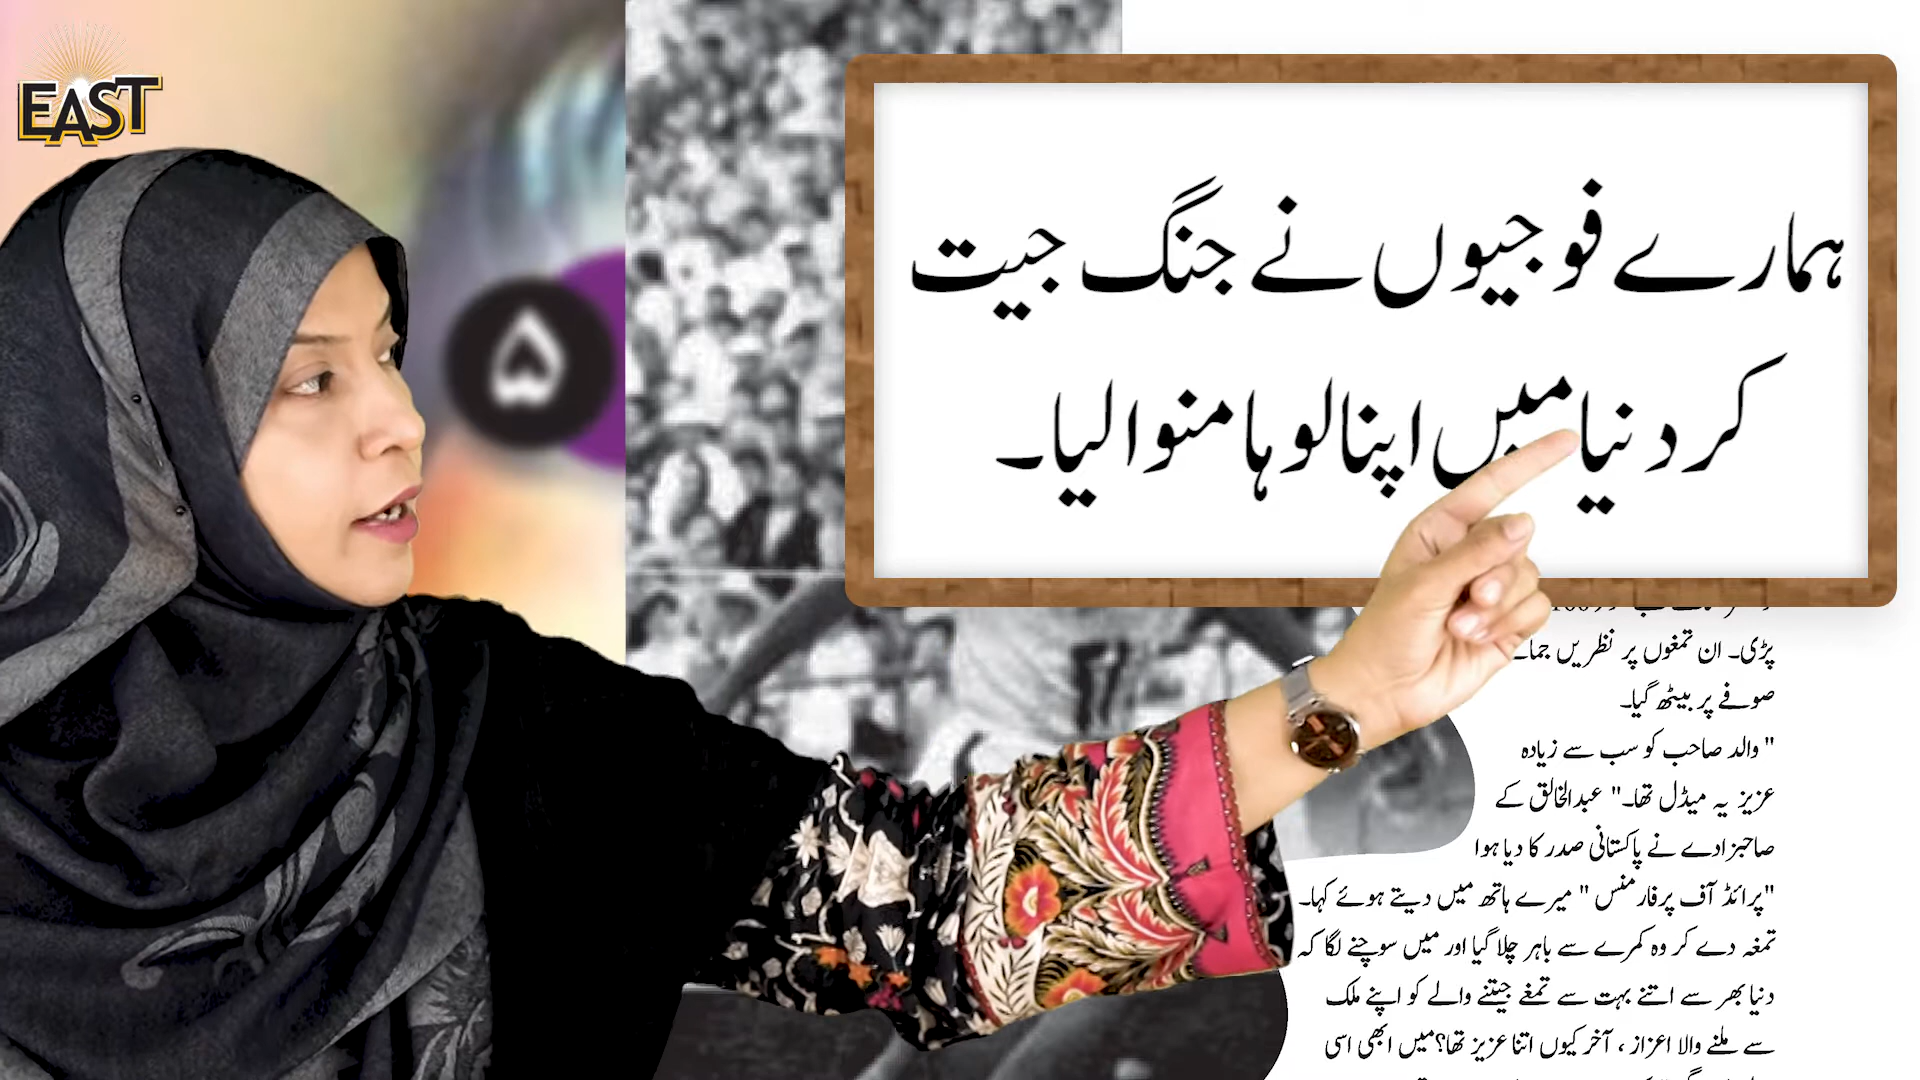 EAST
۵
ہمارے فوجیوں نے جنگ جیت
کر دنیا میں اپنا لوہا منوا لیا۔
پڑی۔ ان تمغوں پر نظریں جما
صوفے پر بیٹھ گیا۔
" والد صاحب کو سب سے زیادہ
عزیز یہ میڈل تھا۔" عبدالخالق کے
صاحبزادے نے پاکستانی صدر کا دیا ہوا
"پرائڈ آف پرفارمنس" میرے ہاتھ میں دیتے ہوئے کہا۔
تمغہ دے کر وہ کمرے سے باہر چلا گیا اور میں سوچنے لگا کہ
دنیا بھر سے اتنے بہت سے تمغے جیتنے والے کو اپنے ملک
سے ملنے والا اعزاز ، آخر کیوں اتنا عزیز تھا؟ میں ابھی اسی